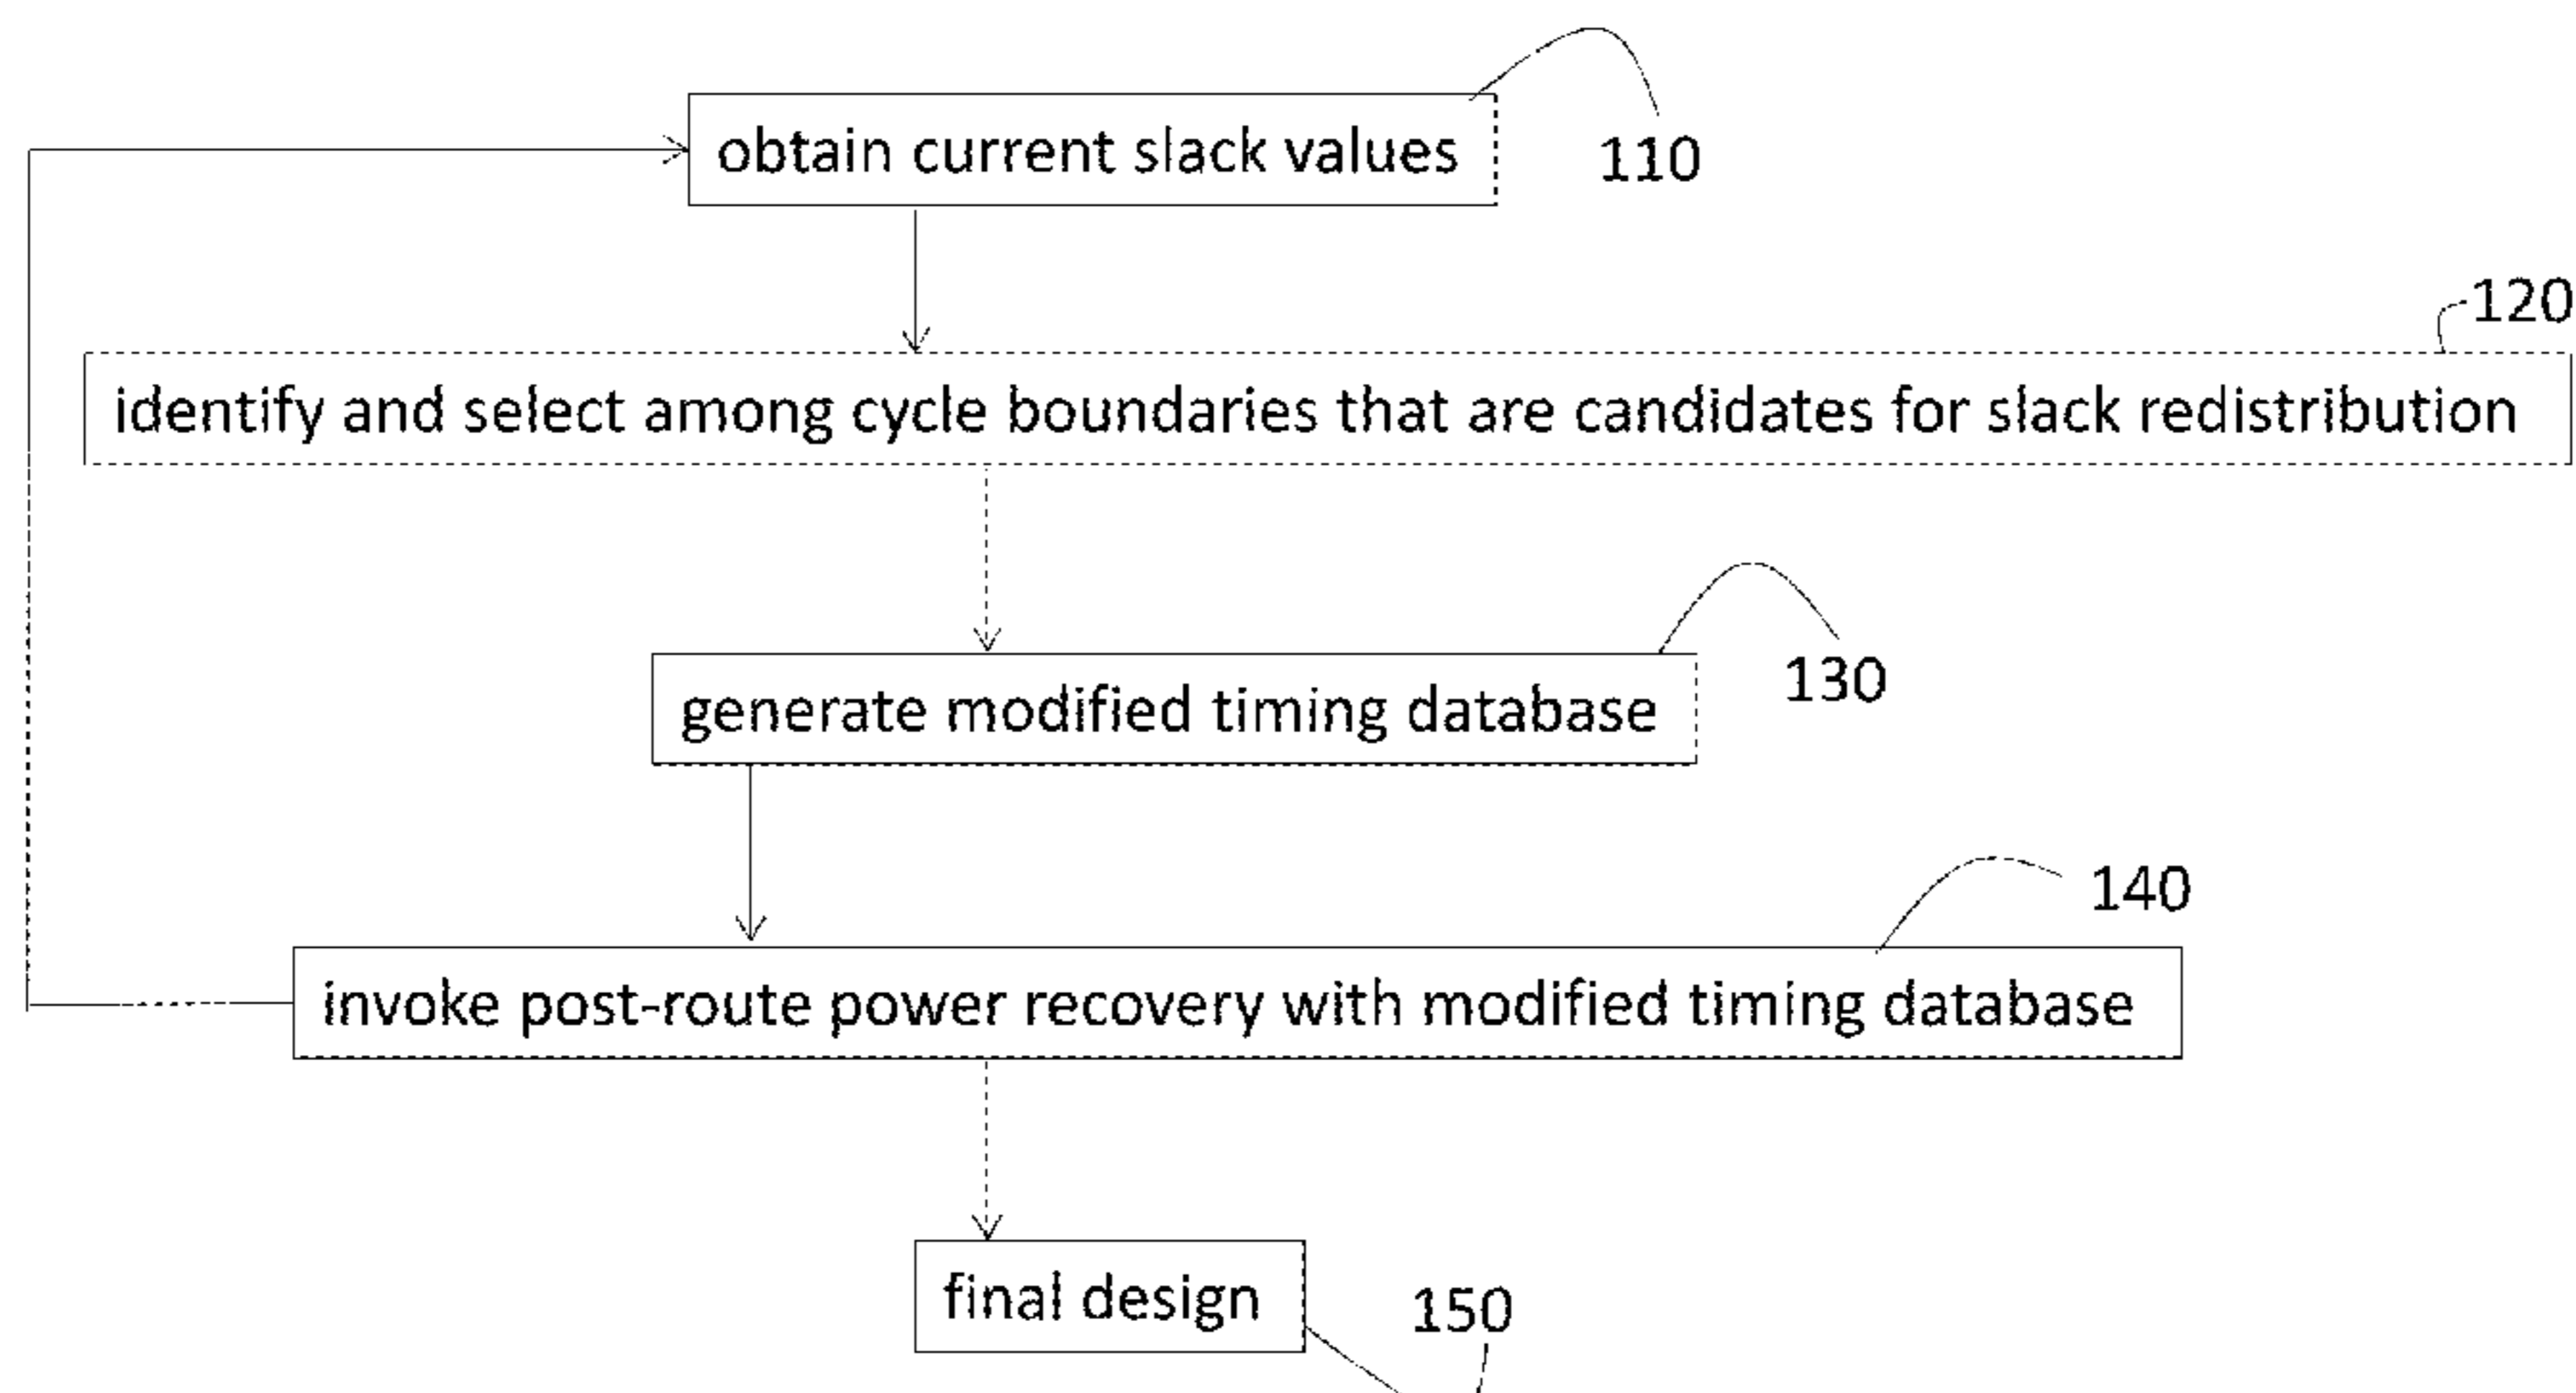 obtain current slack values
110
120
identify and select among cycle boundaries that are candidates for slack redistribution
generate modified timing database
130
140
invoke post-route power recovery with modified timing database
final design
150